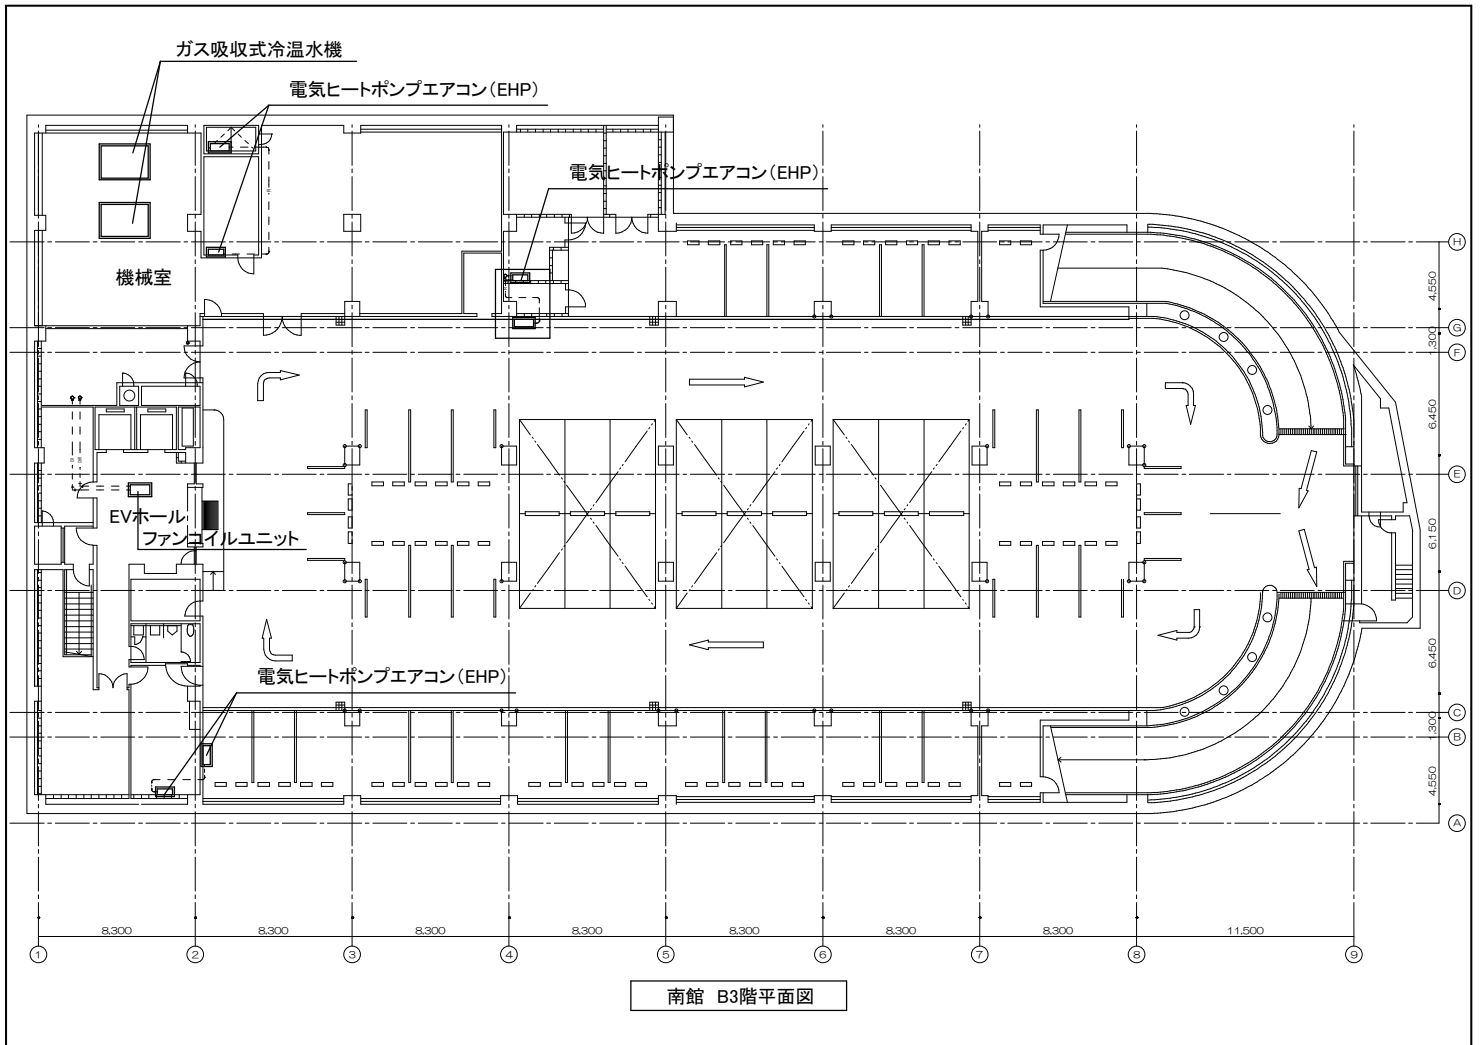 ガス吸収式冷温水機
電気ヒートポンプエアコン(EHP)
電気ヒートポンプエアコン(EHP)
機械室
EVホール
ファンコイルユニット
電気ヒートポンプエアコン(EHP)
H
4.550
G
1.300
F
6.450
E
6.150
D
6.450
C
1.300
B
4.550
A
8.300 8.300 8.300 8.300 8.300 8.300 8.300 11.500
1 2 3 4 5 6 7 8 9
南館 B3階平面図